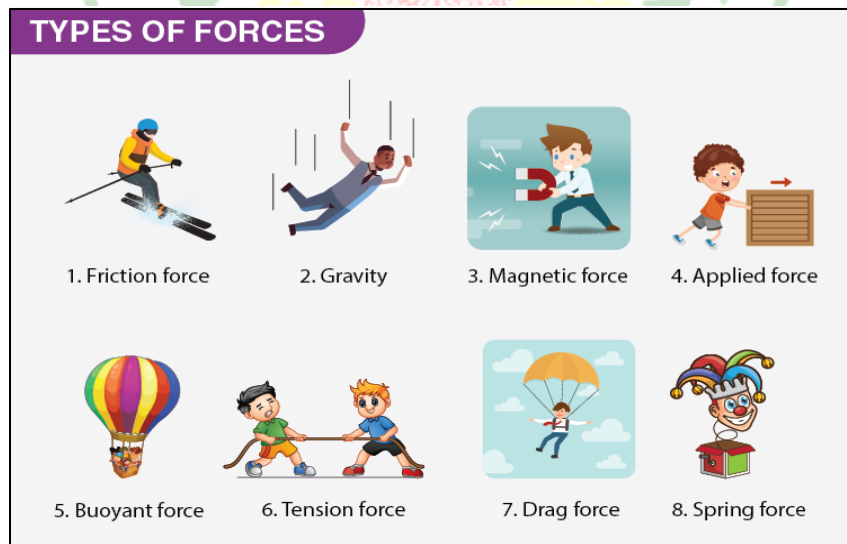 TYPES OF FORCES
1. Friction force
2. Gravity
3. Magnetic force
4. Applied force
5. Buoyant force
6. Tension force
7. Drag force
8. Spring force